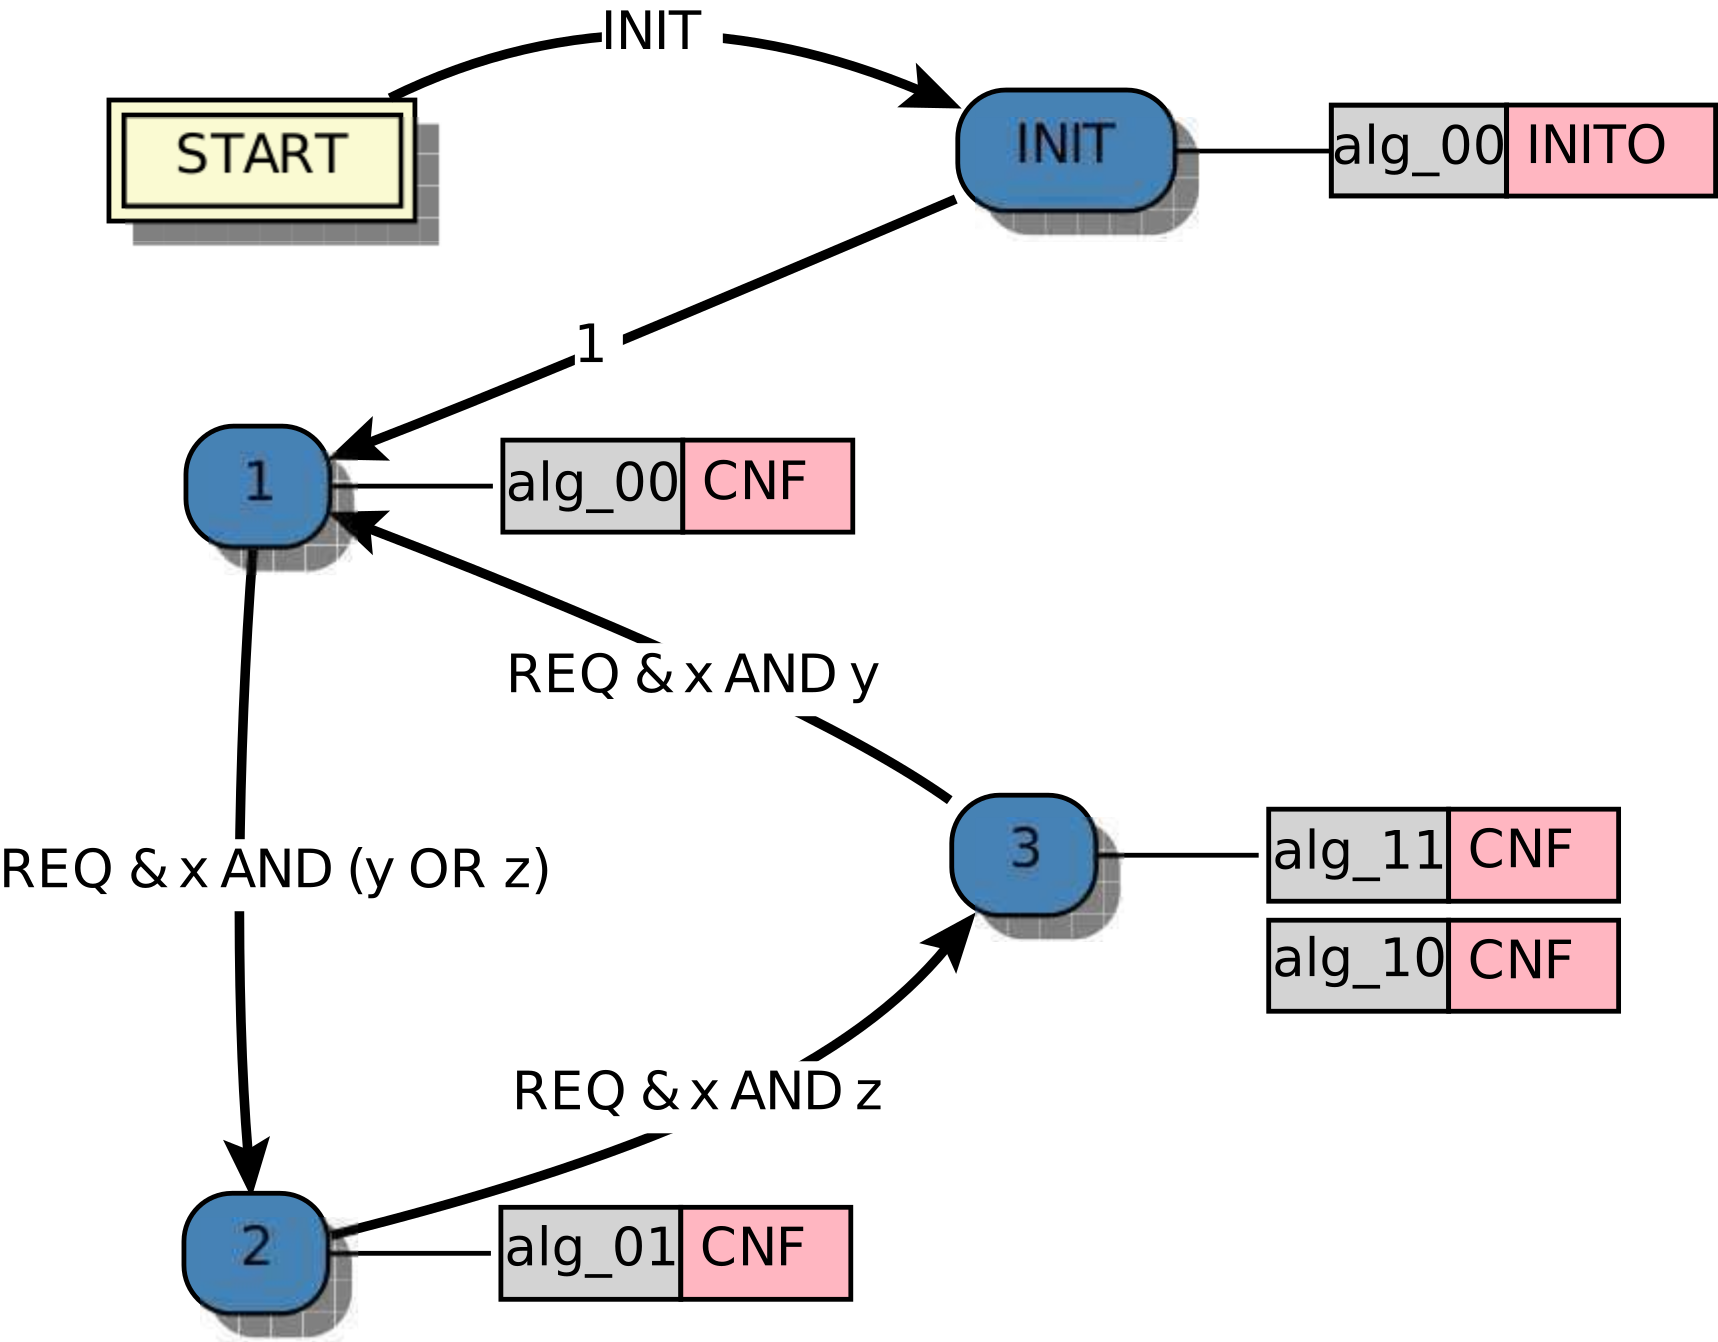 INIT
START
INIT
alg_00 INITO
1
1
alg_00 CNF
REQ & x AND y
3
alg_11 CNF
REQ & x AND (y OR z)
alg_10 CNF
REQ & x AND z
2
alg_01 CNF